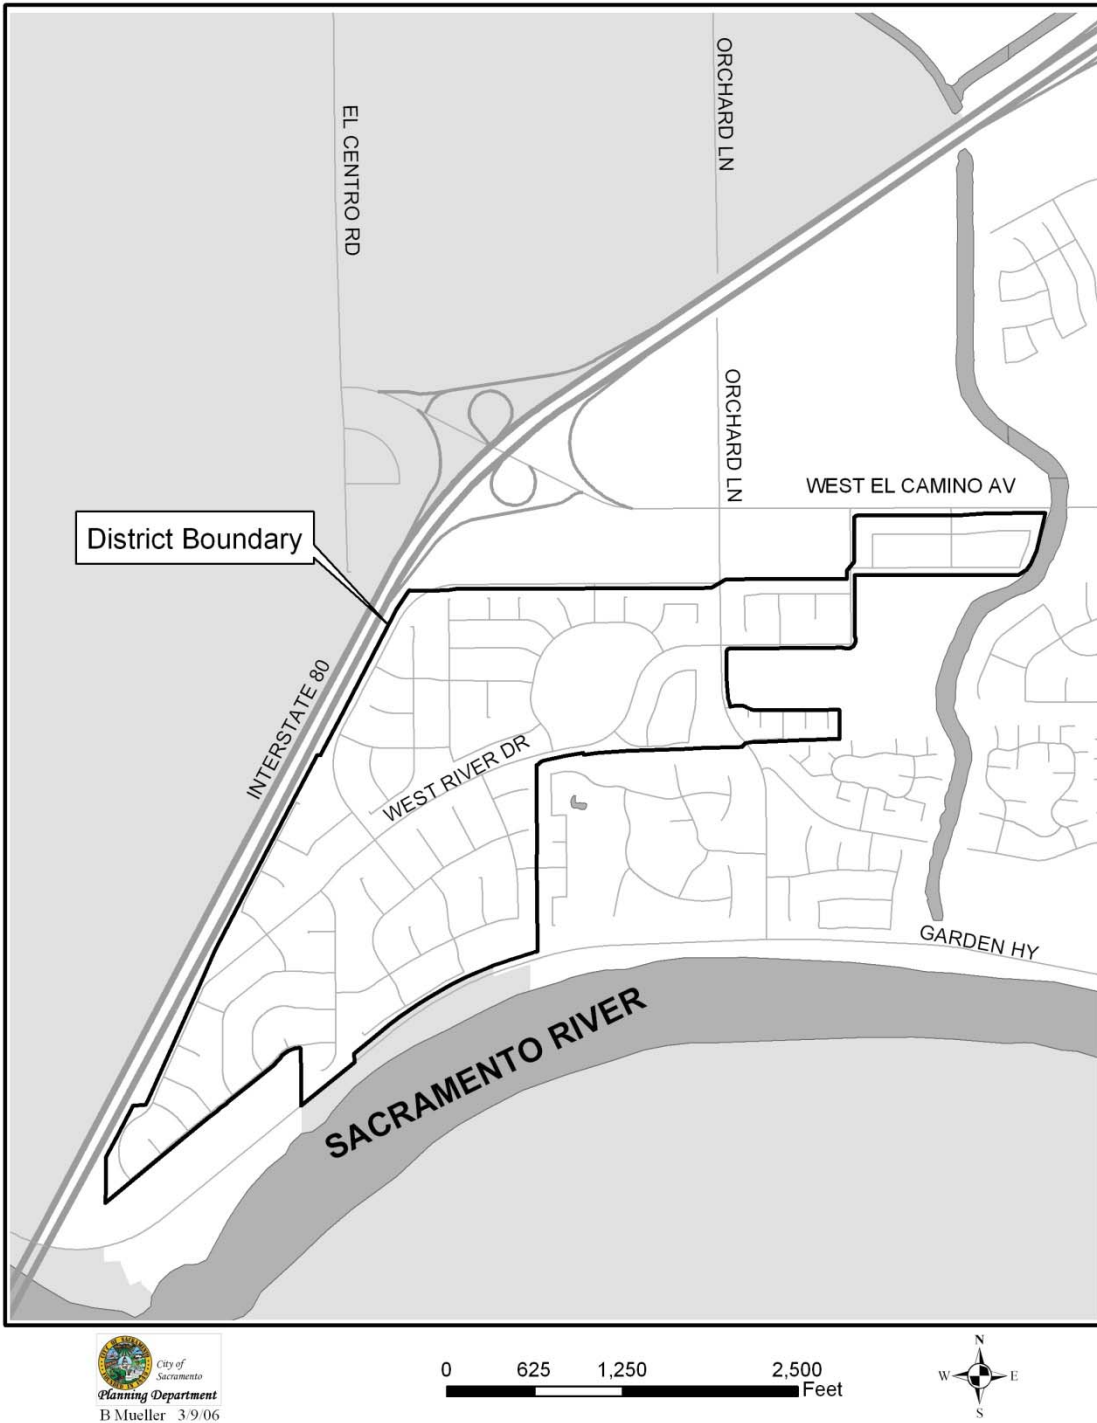 ORCHARD LN
EL CENTRO RD
ORCHARD LN
WEST EL CAMINO AV
District Boundary
INTERSTATE 80
WEST RIVER DR
GARDEN HY
SACRAMENTO RIVER
City of
Sacramento
Planning Department
B Mueller 3/9/06
0 625 1,250 2,500
Feet
N
W E
S